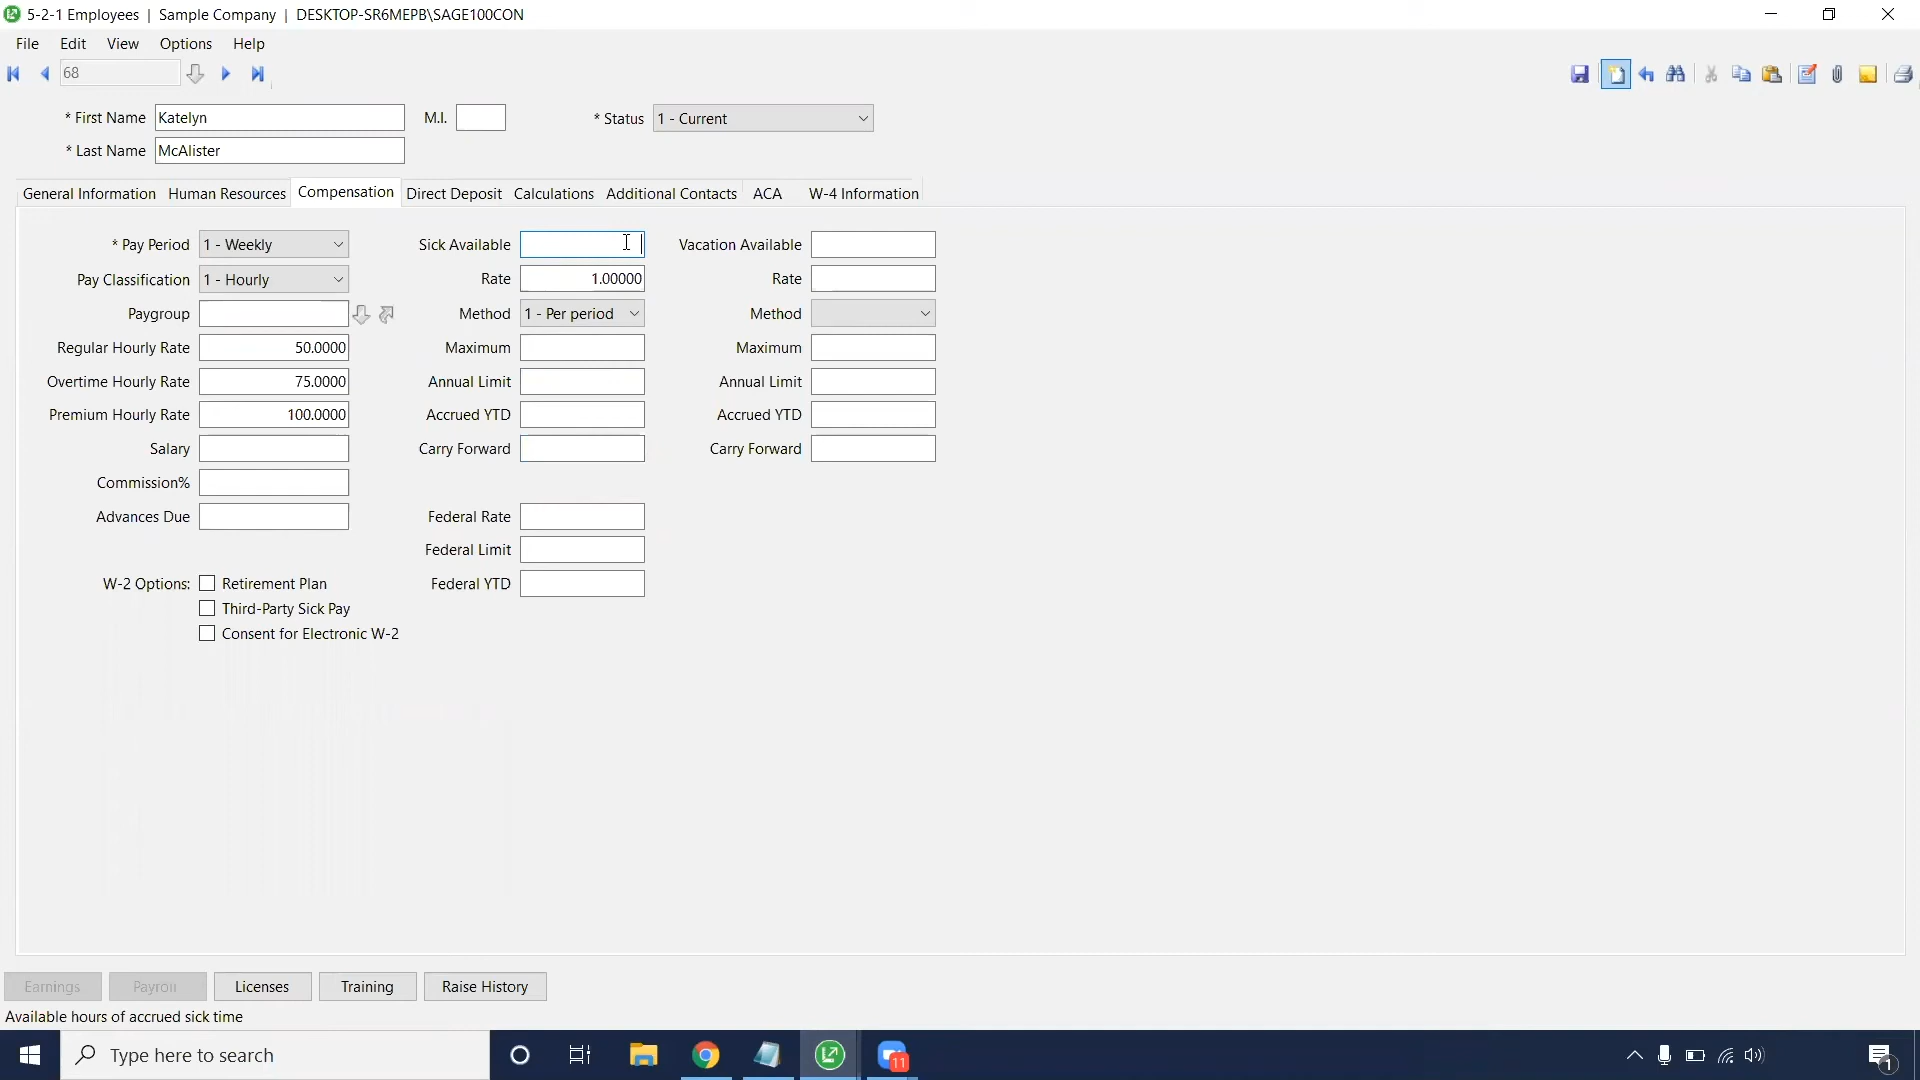 5-2-1 Employees | Sample Company | DESKTOP-SR6MEPB\SAGE100CON
File Edit View Options Help
68
* First Name Katelyn M.I. * Status 1 - Current
* Last Name McAlister
General Information Human Resources Compensation Direct Deposit Calculations Additional Contacts ACA W-4 Information
* Pay Period 1 - Weekly Sick Available Vacation Available
Pay Classification 1 - Hourly Rate 1.00000 Rate
Paygroup Method 1 - Per period Method
Regular Hourly Rate 50.0000 Maximum Maximum
Overtime Hourly Rate 75.0000 Annual Limit Annual Limit
Premium Hourly Rate 100.0000 Accrued YTD Accrued YTD
Salary Carry Forward Carry Forward
Commission%
Advances Due Federal Rate
Federal Limit
W-2 Options: Retirement Plan Federal YTD
Third-Party Sick Pay
Consent for Electronic W-2
Earnings Payroll Licenses Training Raise History
Available hours of accrued sick time
Type here to search 11 1